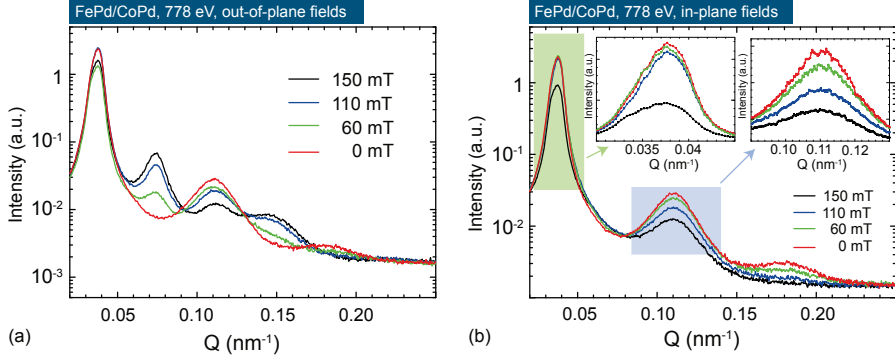 FePd/CoPd, 778 eV, out-of-plane fields
1
10⁻¹
10⁻²
10⁻³
Intensity (a.u.)
150 mT
110 mT
60 mT
0 mT
0.05 0.10 0.15 0.20
Q (nm⁻¹)
(a)
FePd/CoPd, 778 eV, in-plane fields
1
10⁻¹
10⁻²
Intensity (a.u.)
Intensity (a.u.)
0.035 0.04
Q (nm⁻¹)
Intensity (a.u.)
0.10 0.11 0.12
Q (nm⁻¹)
150 mT
110 mT
60 mT
0 mT
0.05 0.10 0.15 0.20
Q (nm⁻¹)
(b)